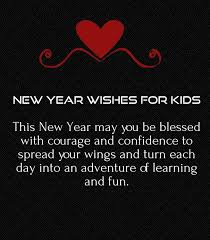 NEW YEAR WISHES FOR KIDS
This New Year may you be blessed
with courage and confidence to
spread your wings and turn each
day into an adventure of learning
and fun.